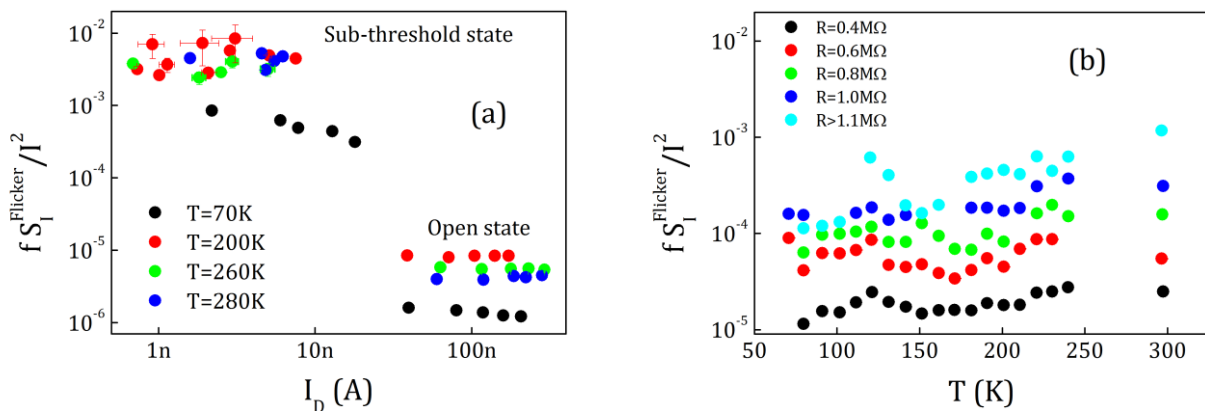 f S_I^Flicker/I^2
10^-2
10^-3
10^-4
10^-5
10^-6
Sub-threshold state
(a)
T=70K
T=200K
T=260K
T=280K
Open state
1n 10n 100n
I_D (A)
f S_I^Flicker/I^2
10^-2
10^-3
10^-4
10^-5
R=0.4MΩ
R=0.6MΩ
R=0.8MΩ
R=1.0MΩ
R>1.1MΩ
(b)
50 100 150 200 250 300
T (K)